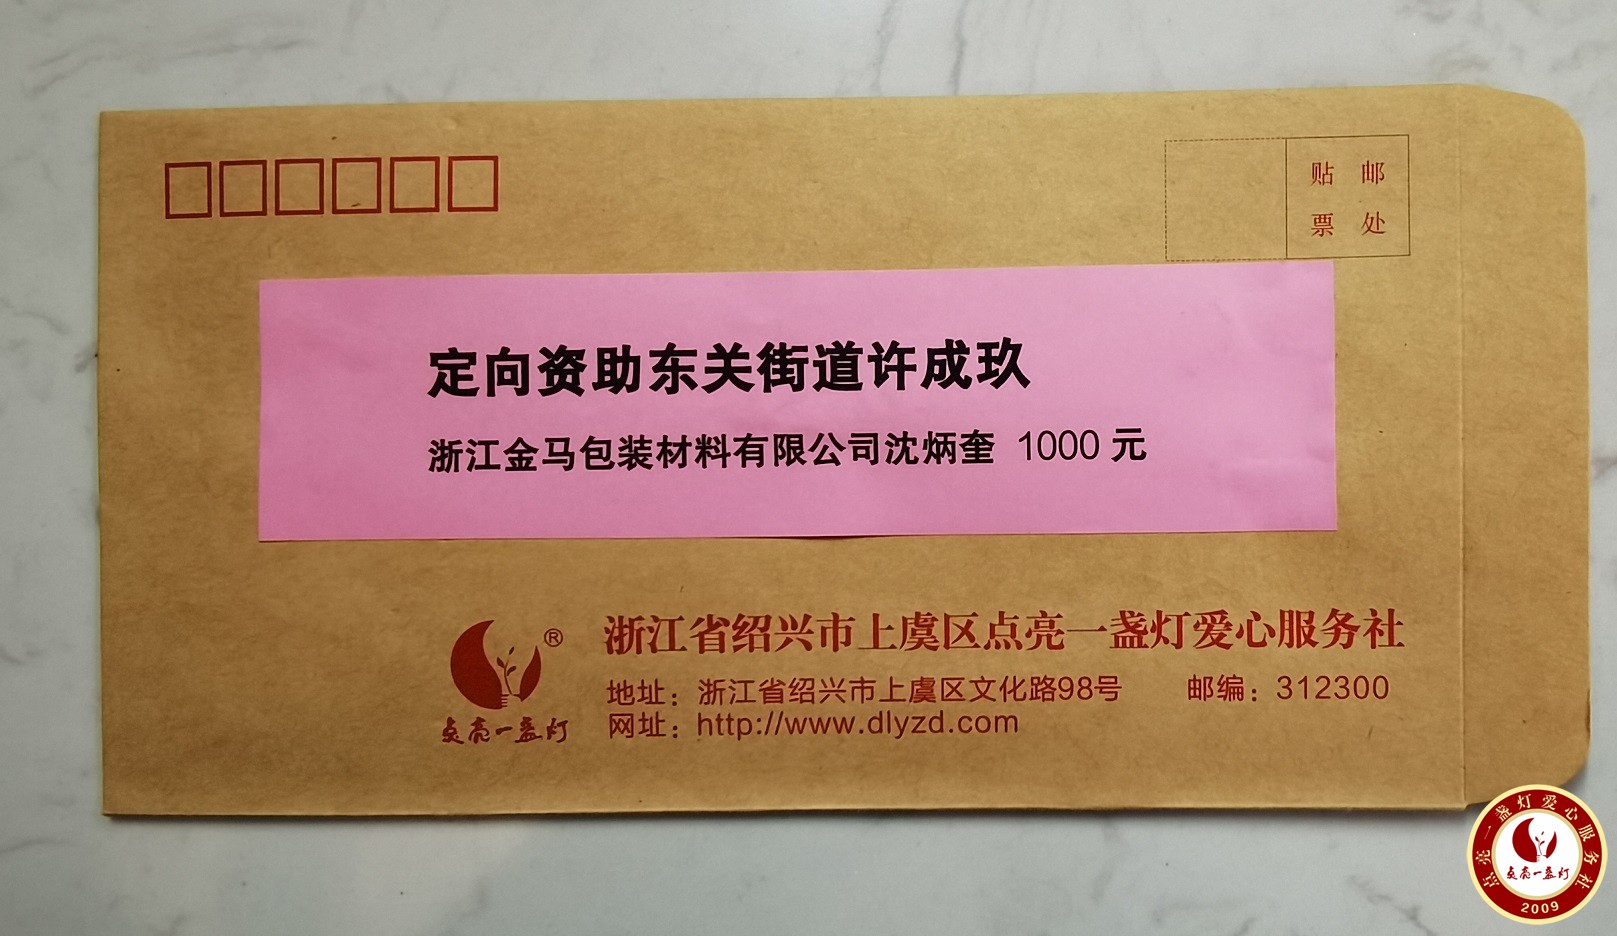 贴 邮
票 处
定向资助东关街道许成玖
浙江金马包装材料有限公司沈炳奎 1000 元
®
点亮一盏灯
浙江省绍兴市上虞区点亮一盏灯爱心服务社
地址：浙江省绍兴市上虞区文化路98号 邮编：312300
网址：http://www.dlyzd.com
点亮一盏灯爱心服务社
点亮一盏灯
2009